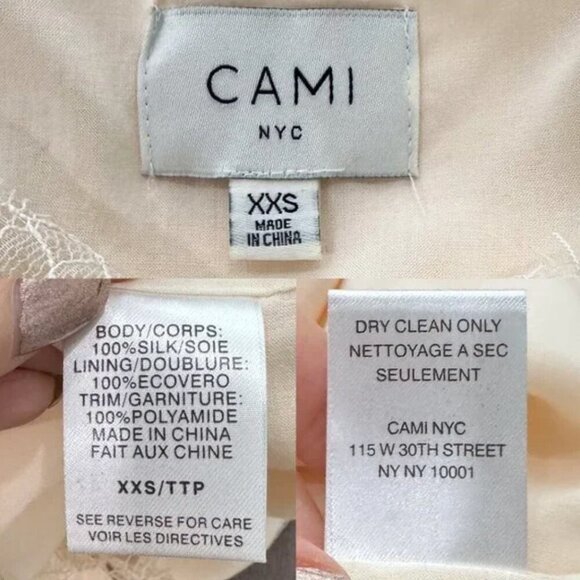 CAMI
NYC
XXS
MADE
IN CHINA
BODY/CORPS:
100%SILK/SOIE
LINING/DOUBLURE:
100%ECOVERO
TRIM/GARNITURE:
100%POLYAMIDE
MADE IN CHINA
FAIT AUX CHINE
XXS/TTP
SEE REVERSE FOR CARE
VOIR LES DIRECTIVES
DRY CLEAN ONLY
NETTOYAGE A SEC
SEULEMENT
CAMI NYC
115 W 30TH STREET
NY NY 10001